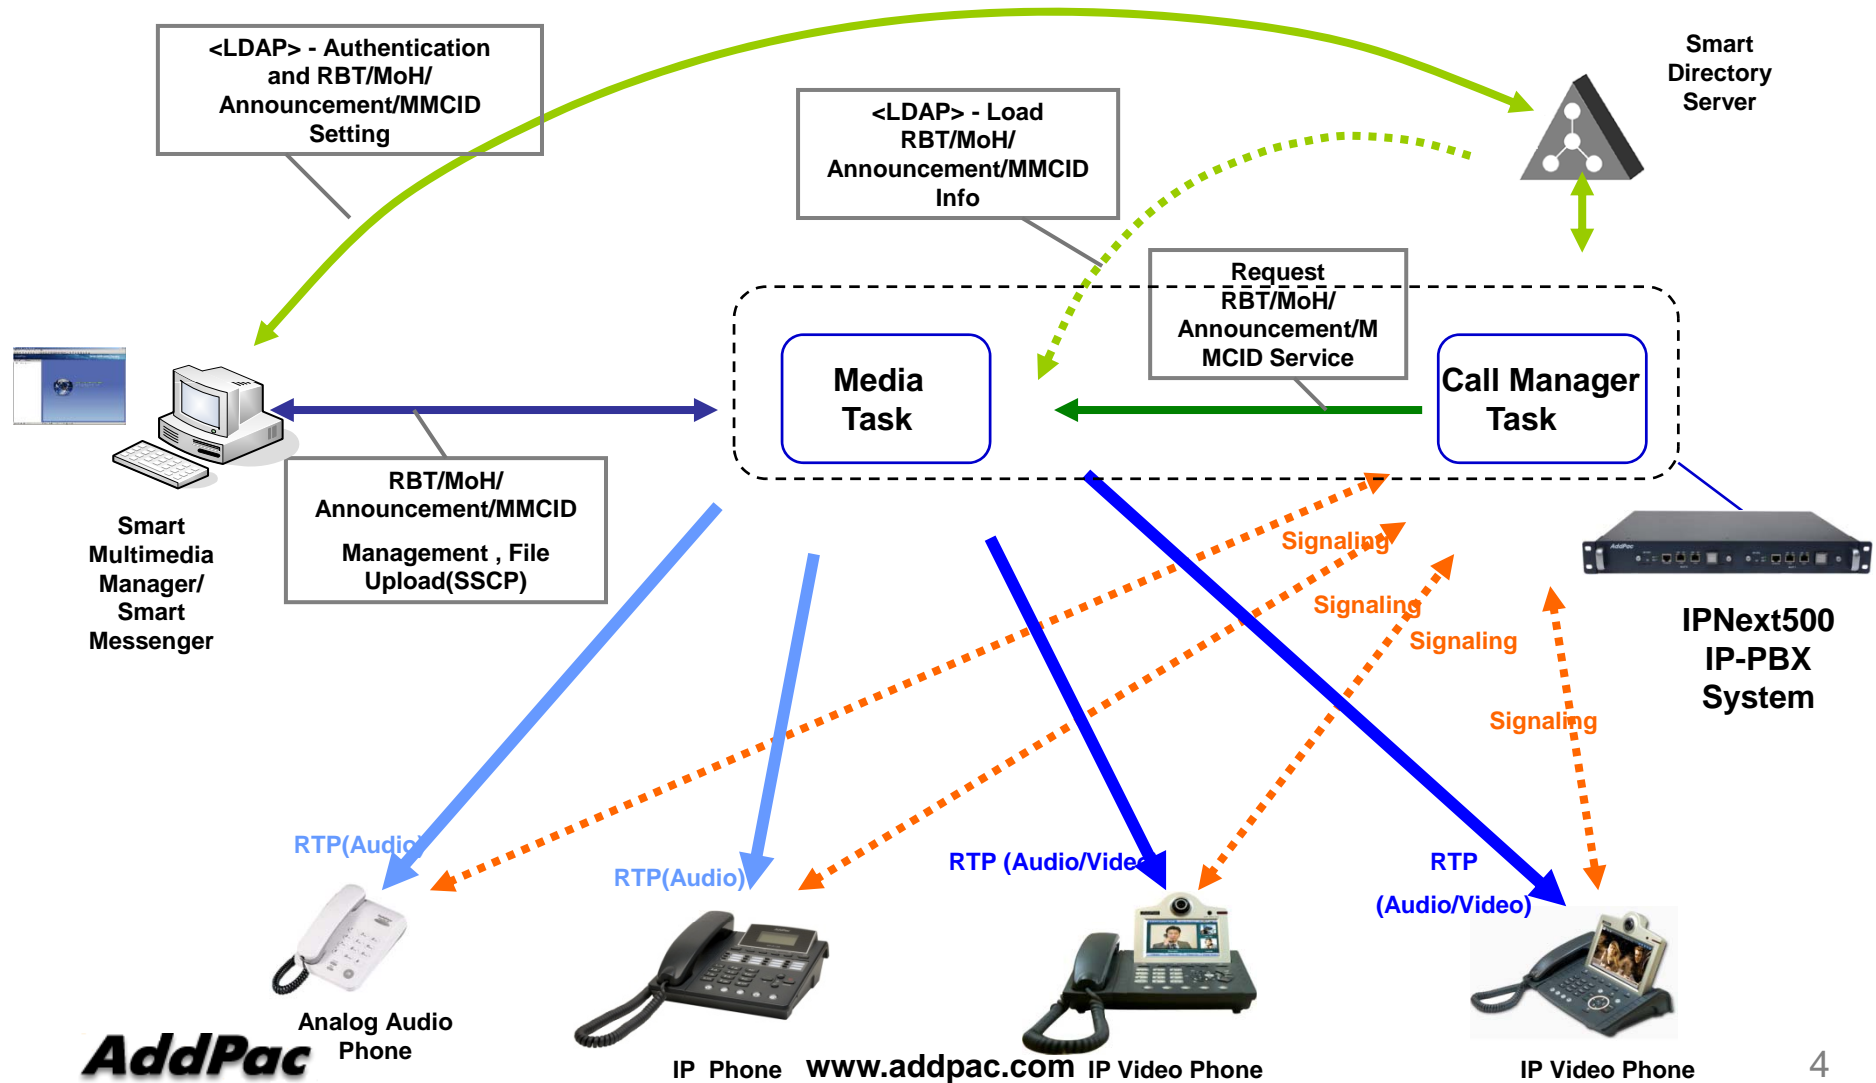 <LDAP> - Authentication
and RBT/MoH/
Announcement/MMCID
Setting
Smart
Directory
Server
<LDAP> - Load
RBT/MoH/
Announcement/MMCID
Info
Request
RBT/MoH/
Announcement/M
MCID Service
Media
Task
Call Manager
Task
RBT/MoH/
Announcement/MMCID
Management , File
Upload(SSCP)
Smart
Multimedia
Manager/
Smart
Messenger
Signaling
Signaling
Signaling
Signaling
AddPac
IPNext500
IP-PBX
System
RTP(Audio)
RTP(Audio)
RTP (Audio/Video)
RTP
(Audio/Video)
Analog Audio
Phone
IP Phone
IP Video Phone
IP Video Phone
AddPac
www.addpac.com
4